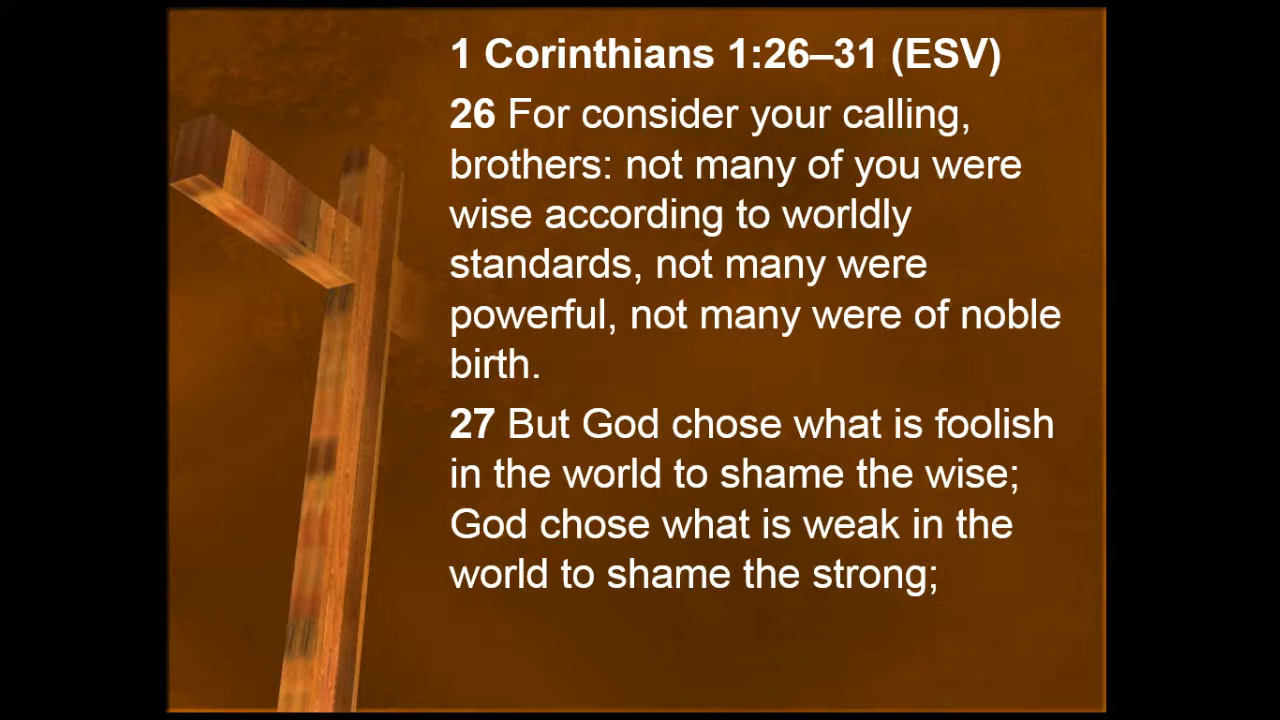 1 Corinthians 1:26–31 (ESV)
26 For consider your calling,
brothers: not many of you were
wise according to worldly
standards, not many were
powerful, not many were of noble
birth.
27 But God chose what is foolish
in the world to shame the wise;
God chose what is weak in the
world to shame the strong;